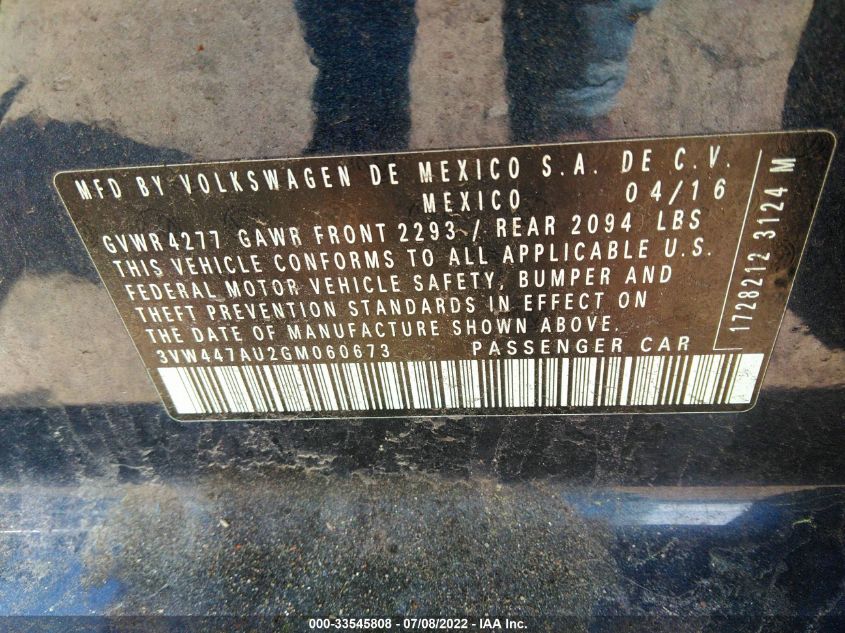 MFD BY VOLKSWAGEN DE MEXICO S.A. DE C.V.
MEXICO 04/16
GVWR 4277 GAWR FRONT 2293 / REAR 2094 LBS
THIS VEHICLE CONFORMS TO ALL APPLICABLE U.S.
FEDERAL MOTOR VEHICLE SAFETY, BUMPER AND
THEFT PREVENTION STANDARDS IN EFFECT ON
THE DATE OF MANUFACTURE SHOWN ABOVE.
3VW447AU2GM060673 PASSENGER CAR
1728212 3124 M
000-33545808 / 07/08/2022 - IAA Inc.